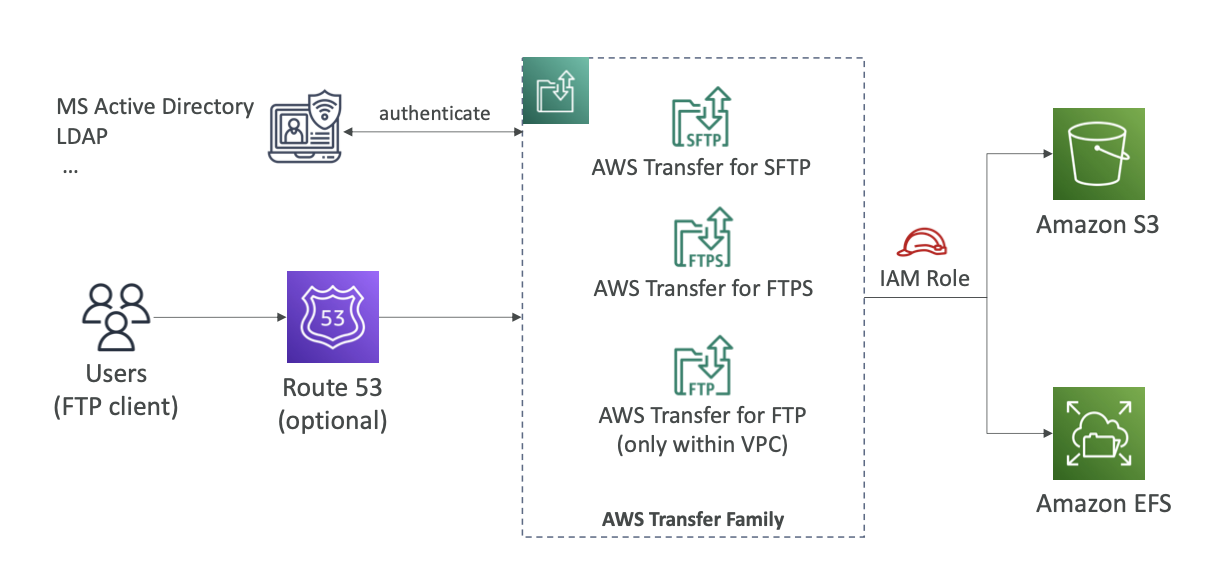 MS Active Directory
LDAP
...
authenticate
Users
(FTP client)
53
Route 53
(optional)
SFTP
AWS Transfer for SFTP
FTPS
AWS Transfer for FTPS
FTP
AWS Transfer for FTP
(only within VPC)
AWS Transfer Family
IAM Role
Amazon S3
Amazon EFS